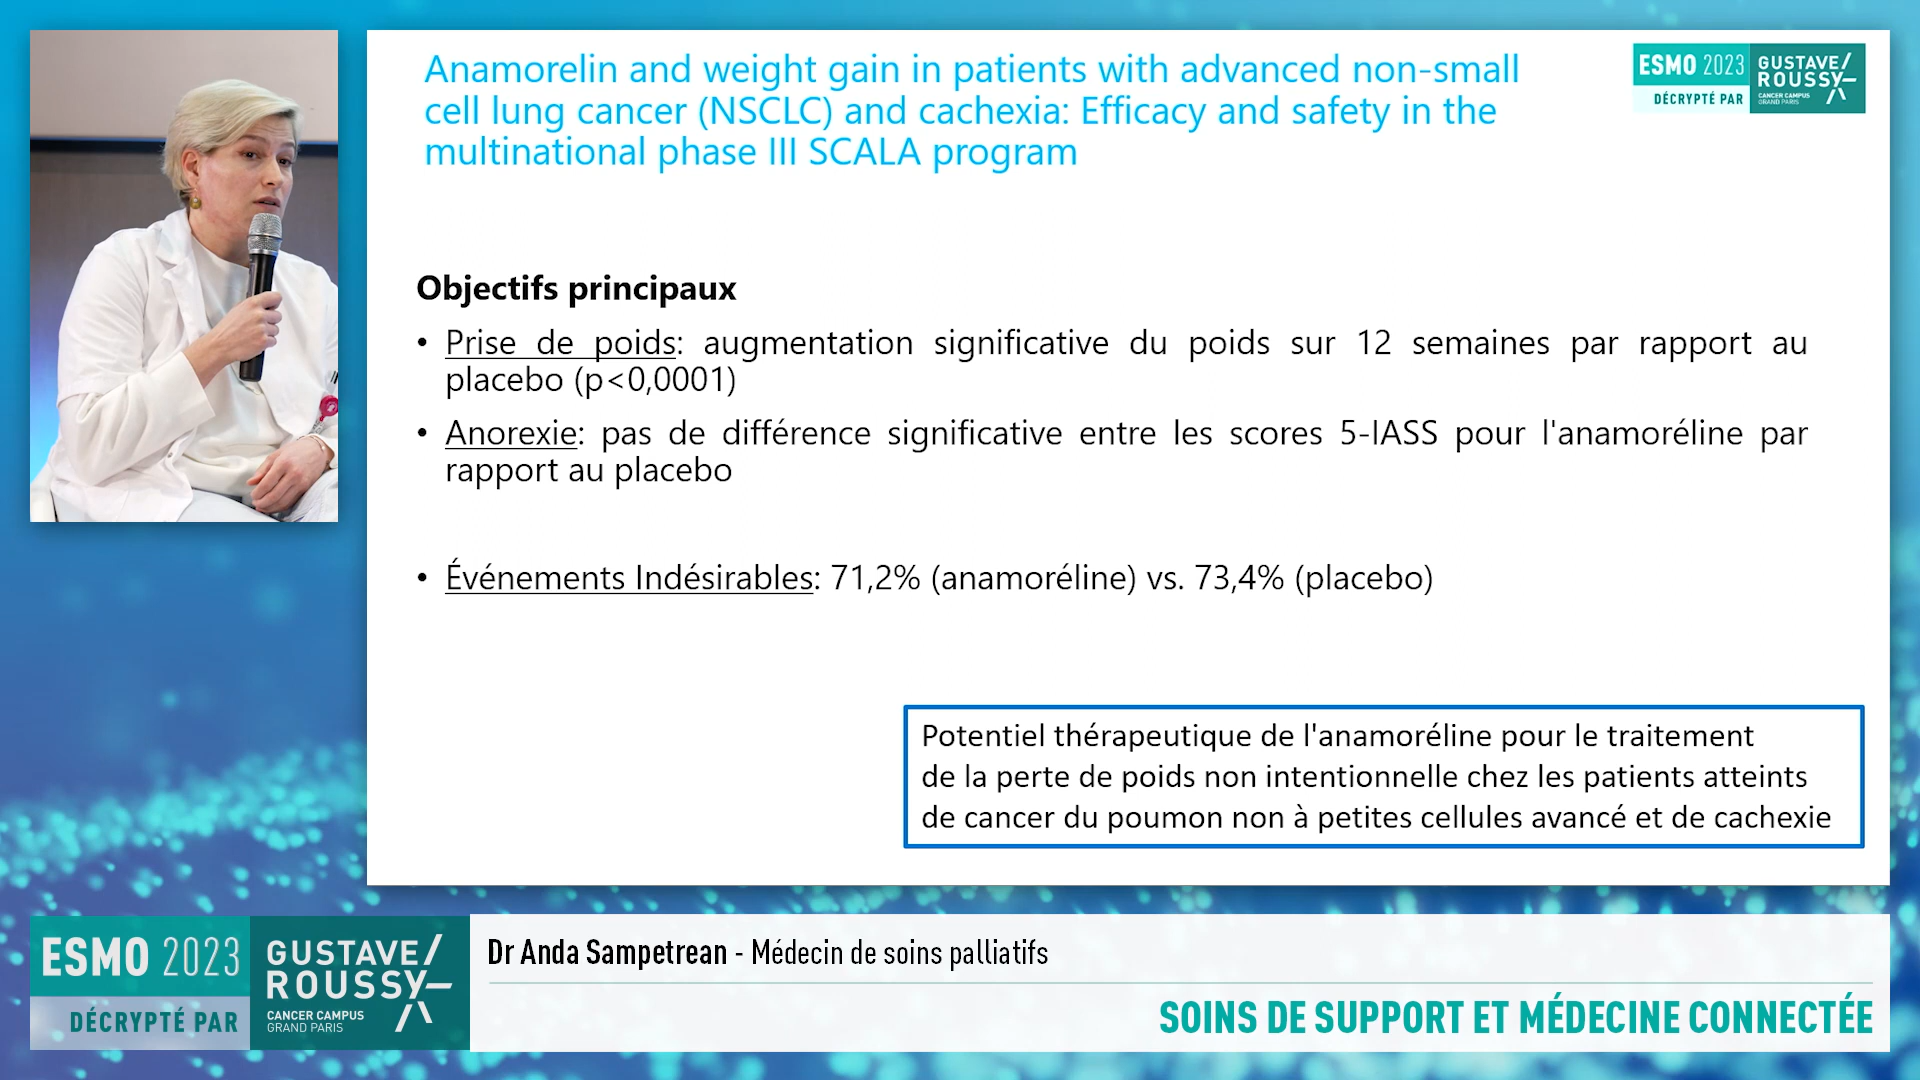 Anamorelin and weight gain in patients with advanced non-small
cell lung cancer (NSCLC) and cachexia: Efficacy and safety in the
multinational phase III SCALA program
ESMO 2023
DÉCRYPTÉ PAR
GUSTAVE/
ROUSSY
CANCER CAMPUS
GRAND PARIS
Objectifs principaux
• Prise de poids: augmentation significative du poids sur 12 semaines par rapport au
placebo (p<0,0001)
• Anorexie: pas de différence significative entre les scores 5-IASS pour l'anamoréline par
rapport au placebo
• Événements Indésirables: 71,2% (anamoréline) vs. 73,4% (placebo)
Potentiel thérapeutique de l'anamoréline pour le traitement
de la perte de poids non intentionnelle chez les patients atteints
de cancer du poumon non à petites cellules avancé et de cachexie
ESMO 2023
DÉCRYPTÉ PAR
GUSTAVE/
ROUSSY
CANCER CAMPUS
GRAND PARIS
Dr Anda Sampetrean - Médecin de soins palliatifs
SOINS DE SUPPORT ET MÉDECINE CONNECTÉE